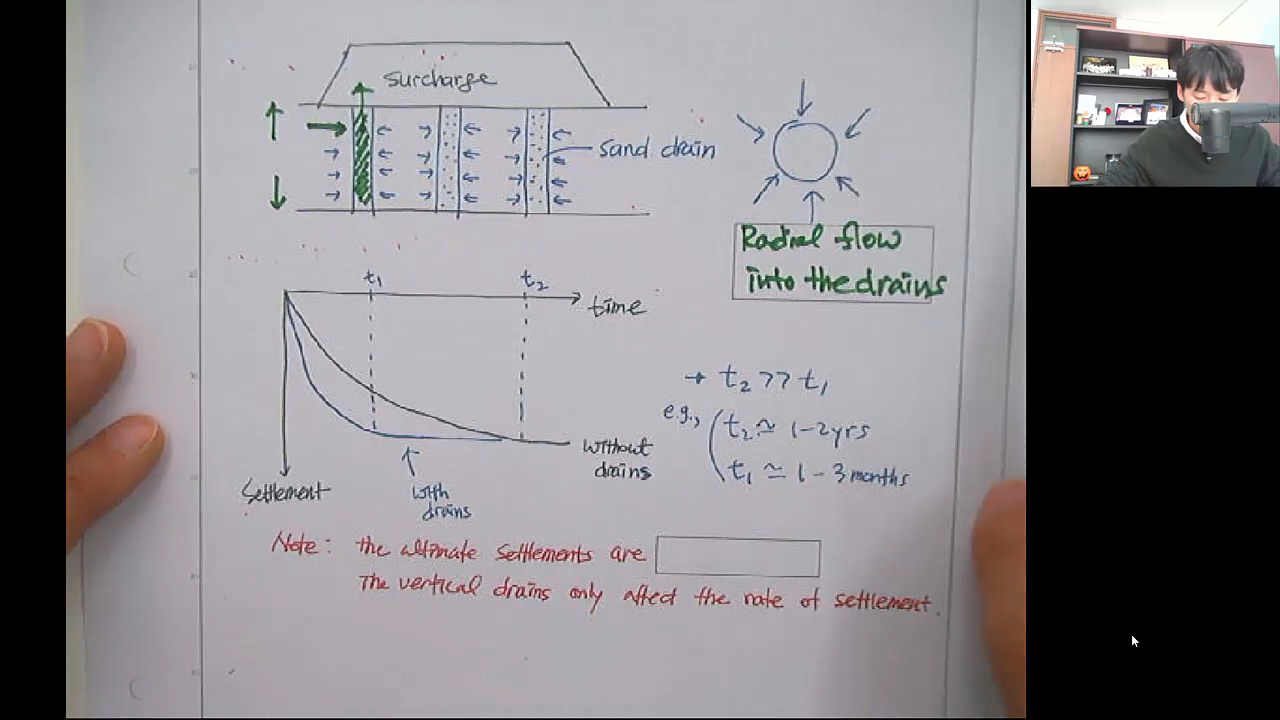 surcharge
sand drain
Radial flow
into the drains
t₁
t₂
time
Settlement
with
drains
without
drains
→ t₂ >> t₁
e.g., t₂ ≃ 1-2yrs
t₁ ≃ 1-3 months
Note: the ultimate settlements are
The vertical drains only affect the rate of settlement.